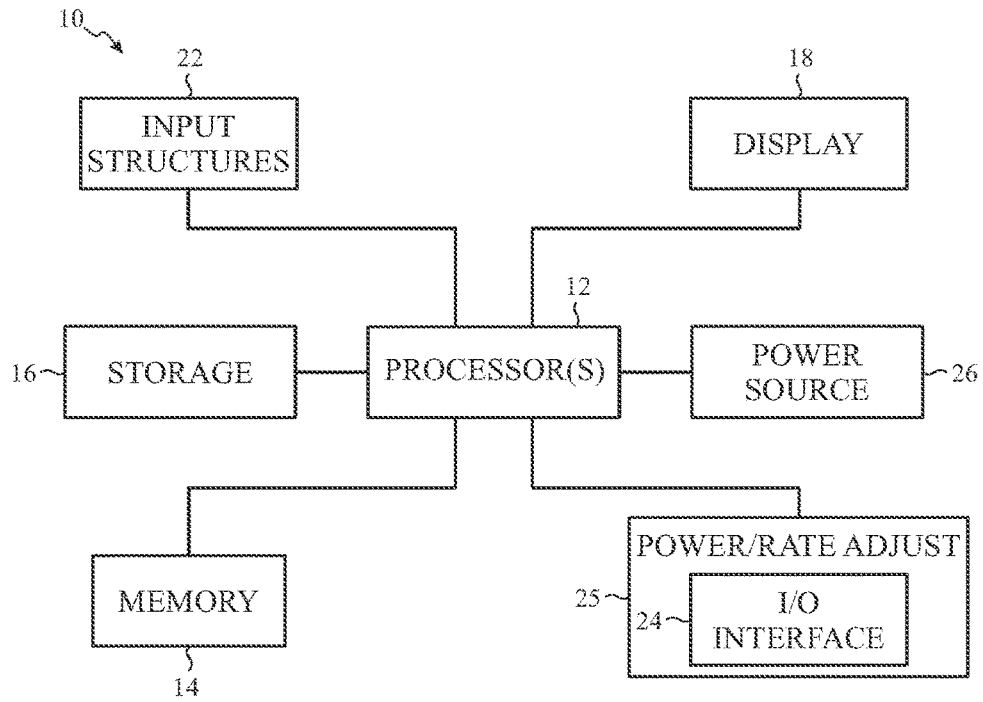 10
22
18
INPUT
STRUCTURES
DISPLAY
12
16
STORAGE
PROCESSOR(S)
POWER
SOURCE
26
MEMORY
14
POWER/RATE ADJUST
25
24
I/O
INTERFACE